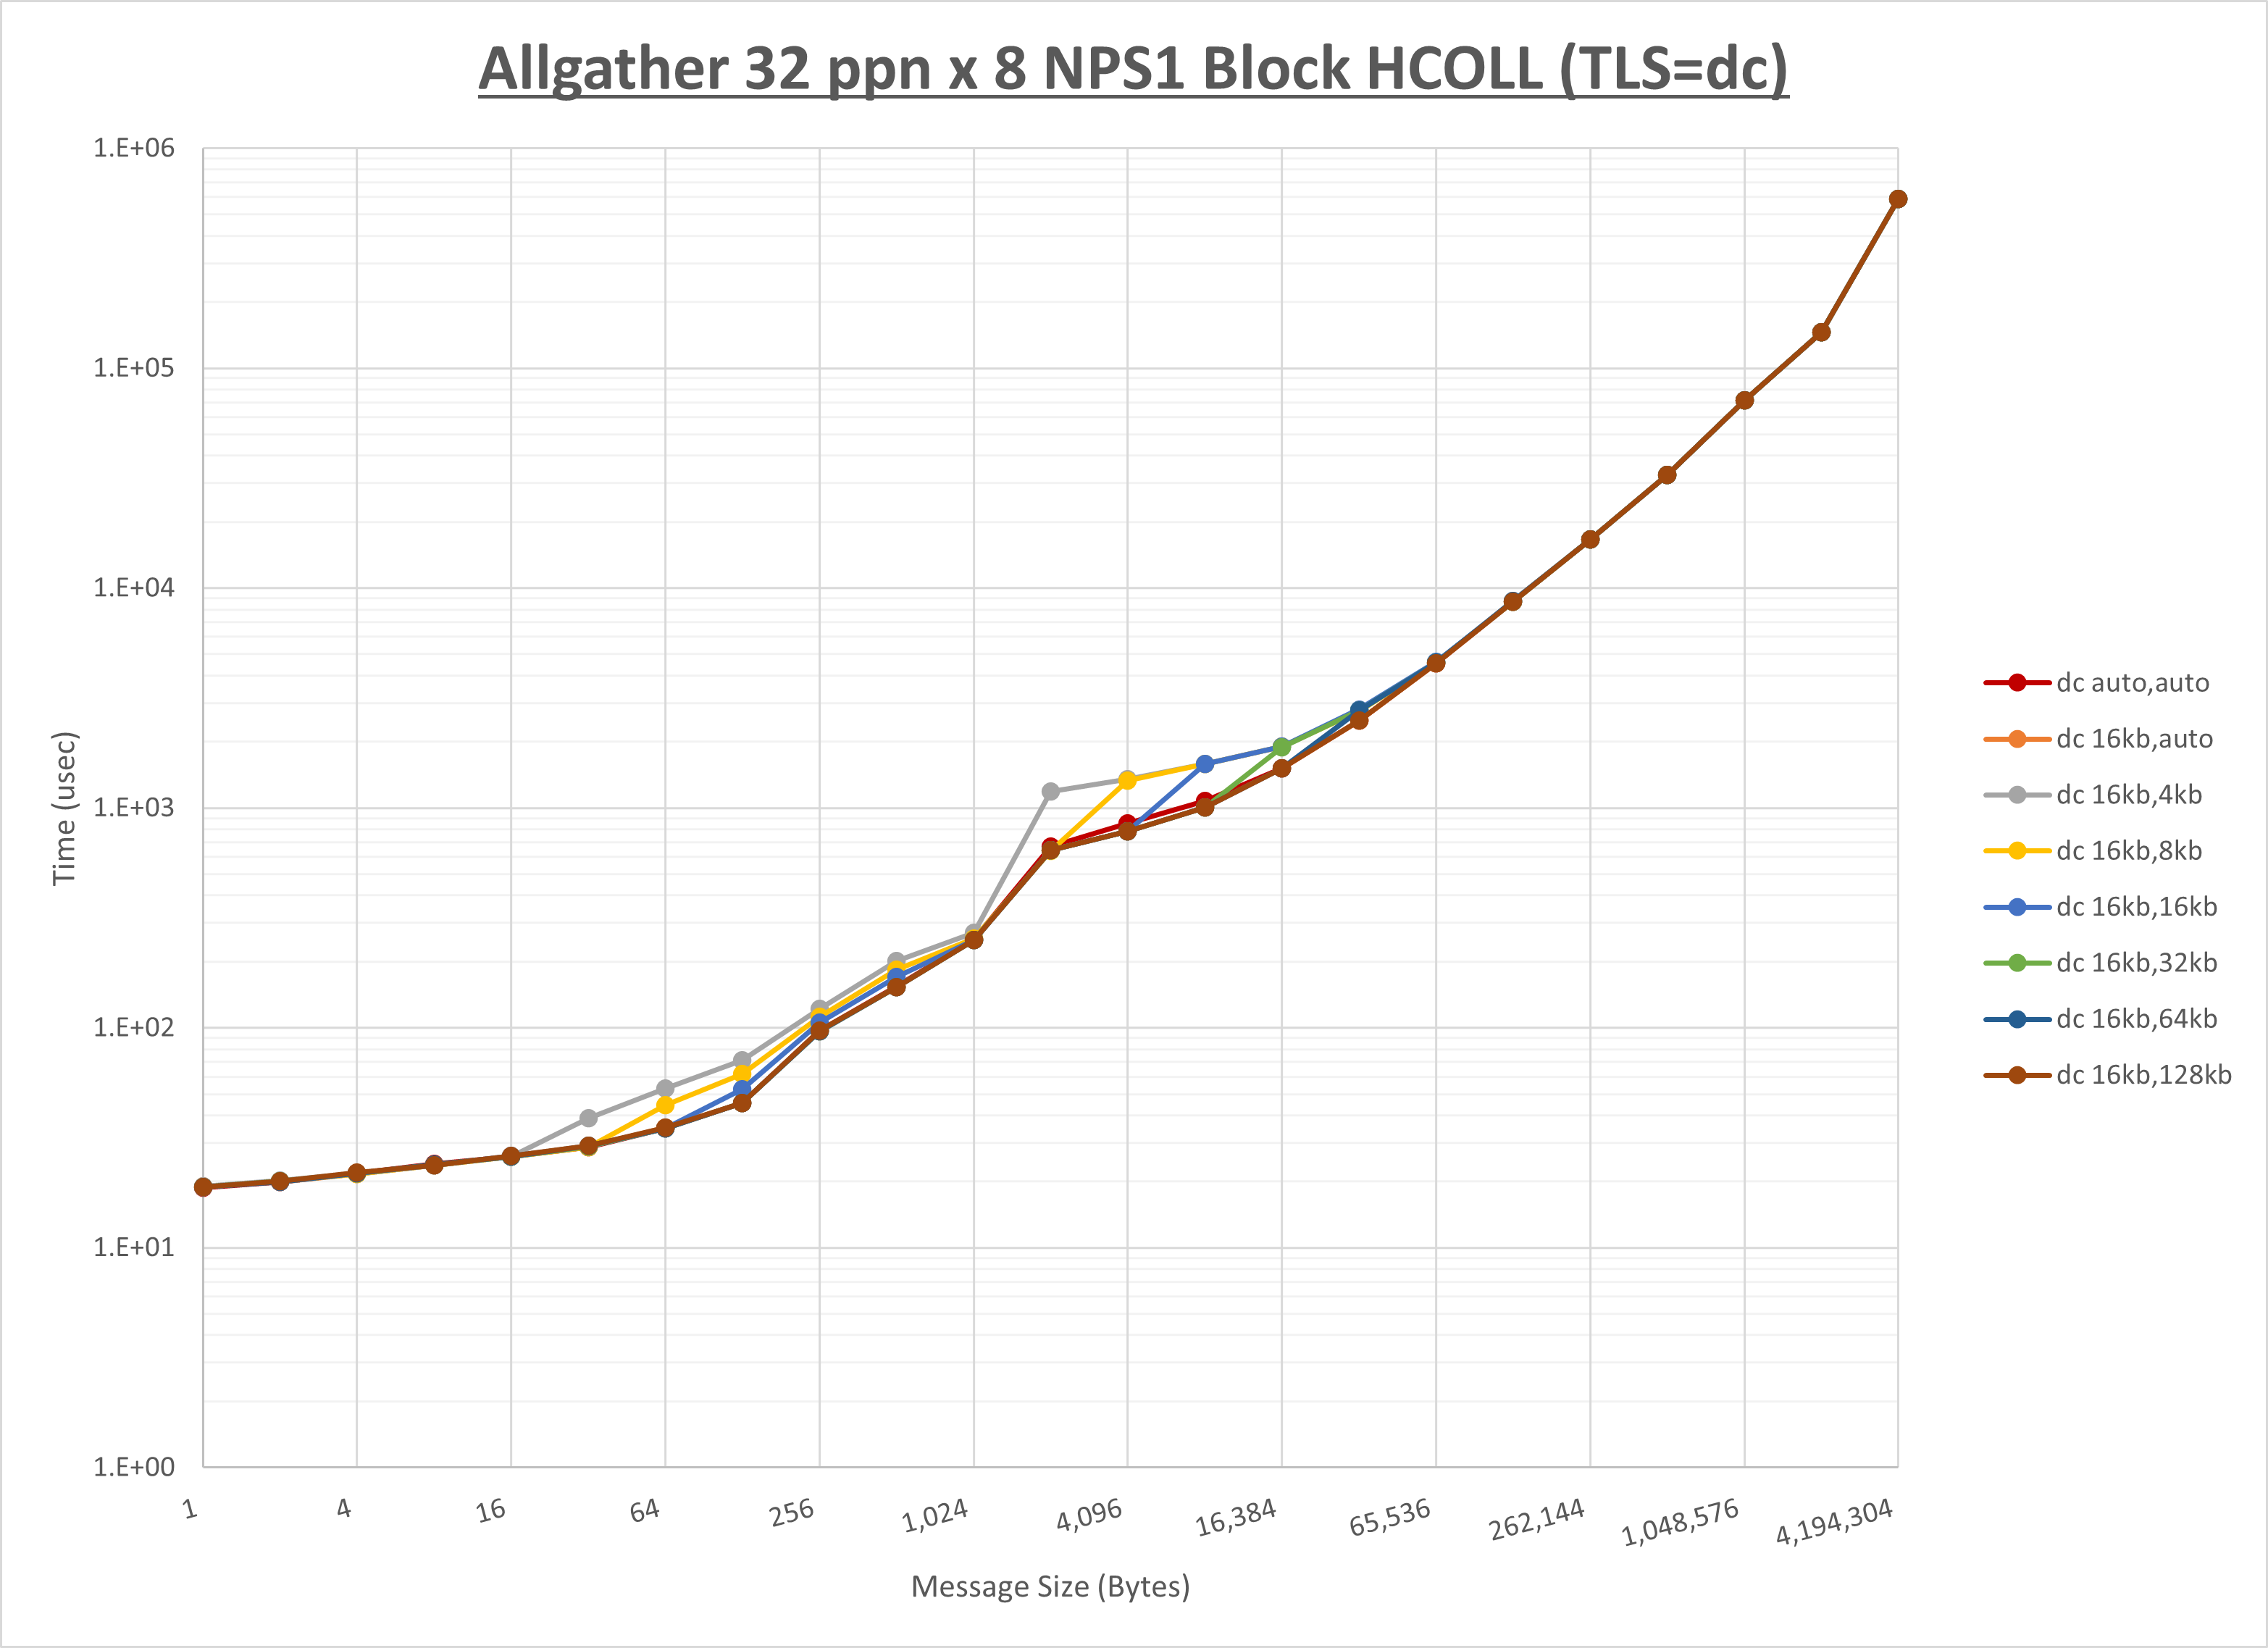 Allgather 32 ppn x 8 NPS1 Block HCOLL (TLS=dc)
1.E+06
1.E+05
1.E+04
1.E+03
1.E+02
1.E+01
1.E+00
Time (usec)
1 4 16 64 256 1,024 4,096 16,384 65,536 262,144 1,048,576 4,194,304
Message Size (Bytes)
dc auto,auto
dc 16kb,auto
dc 16kb,4kb
dc 16kb,8kb
dc 16kb,16kb
dc 16kb,32kb
dc 16kb,64kb
dc 16kb,128kb